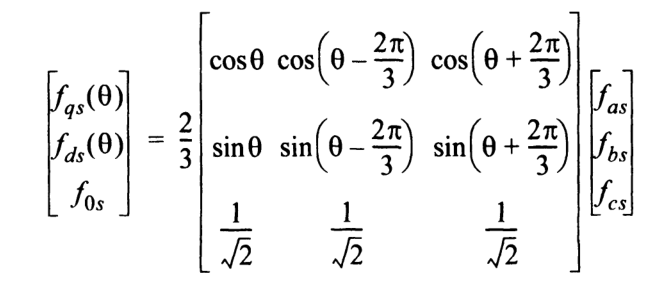 [f_qs(θ) f_ds(θ) f_0s] = 2/3 [cosθ cos(θ − 2π/3) cos(θ + 2π/3)
sinθ sin(θ − 2π/3) sin(θ + 2π/3)
1/√2 1/√2 1/√2] [f_as f_bs f_cs]